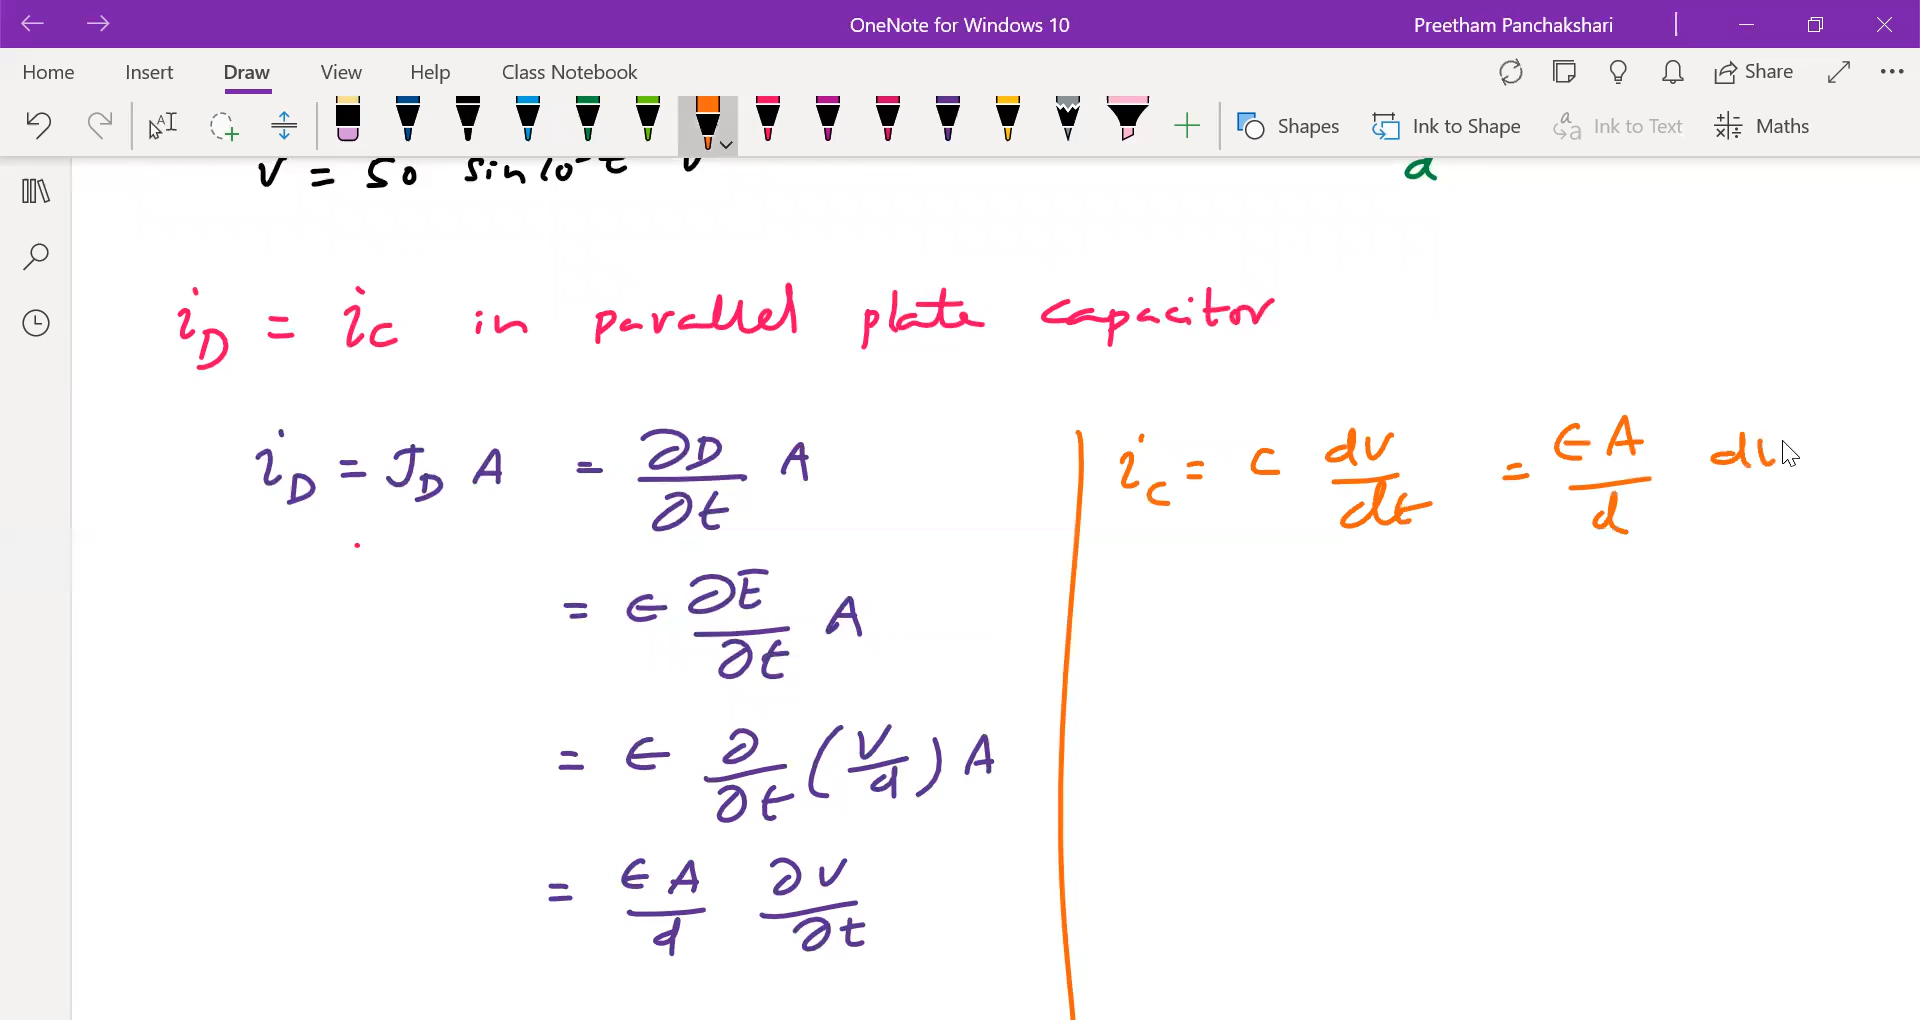 OneNote for Windows 10
Preetham Panchakshari
Home Insert Draw View Help Class Notebook Share
Shapes Ink to Shape Ink to Text Maths
V = 50 sin 10 t V
d
i_D = i_C in parallel plate capacitor
i_D = J_D A = ∂D/∂t A
= ∈ ∂E/∂t A
= ∈ ∂/∂t (V/d) A
= ∈A/d ∂V/∂t
i_C = C dv/dt = ∈A/d dv